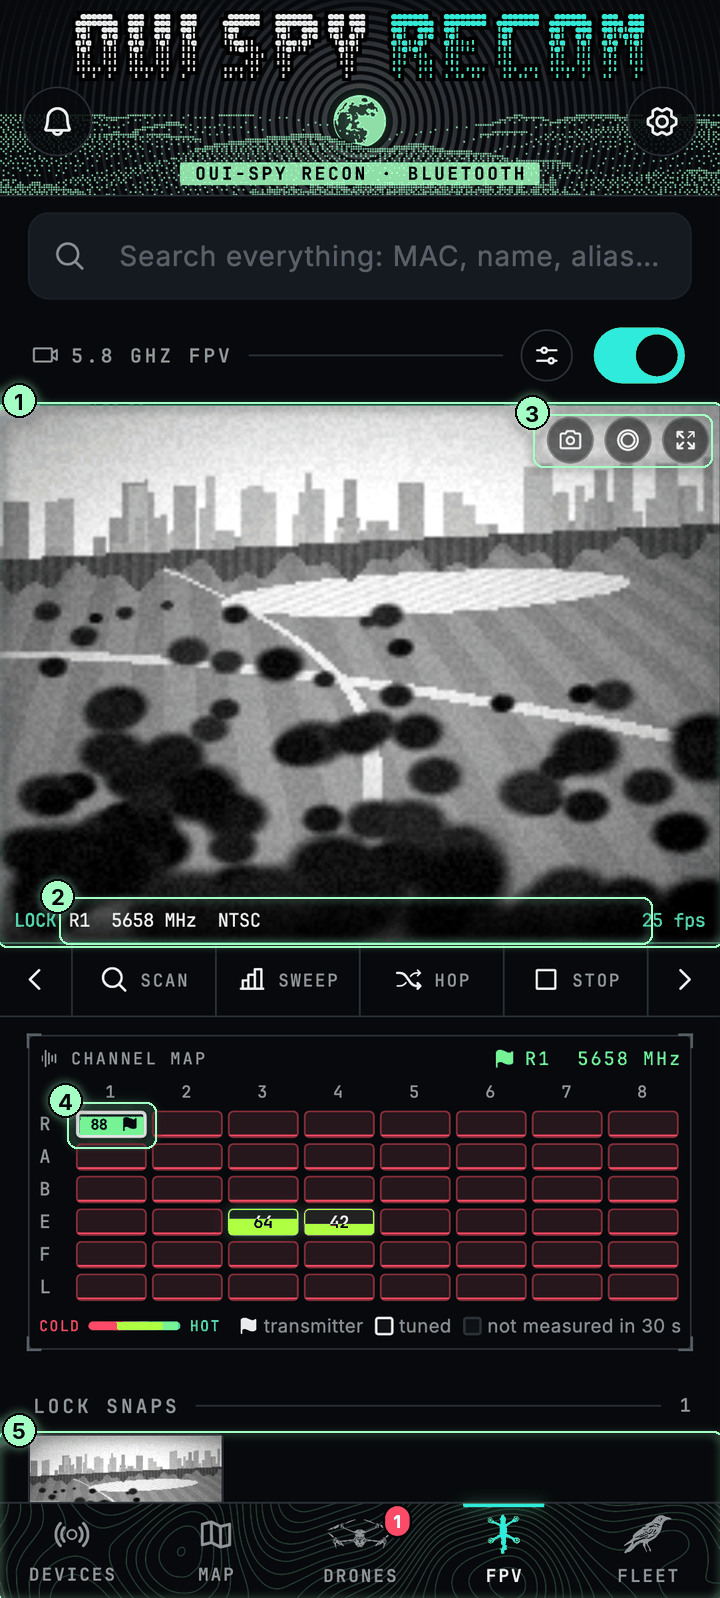 OUI SPY RECON
OUI-SPY RECON · BLUETOOTH
Search everything: MAC, name, alias...
5.8 GHZ FPV
1
3
2
LOCK R1 5658 MHz NTSC 25 fps
SCAN SWEEP HOP STOP
CHANNEL MAP R1 5658 MHz
1 2 3 4 5 6 7 8
4
R 88
A
B
E 64 42
F
L
COLD HOT transmitter tuned not measured in 30 s
LOCK SNAPS 1
5
1
DEVICES MAP DRONES FPV FLEET